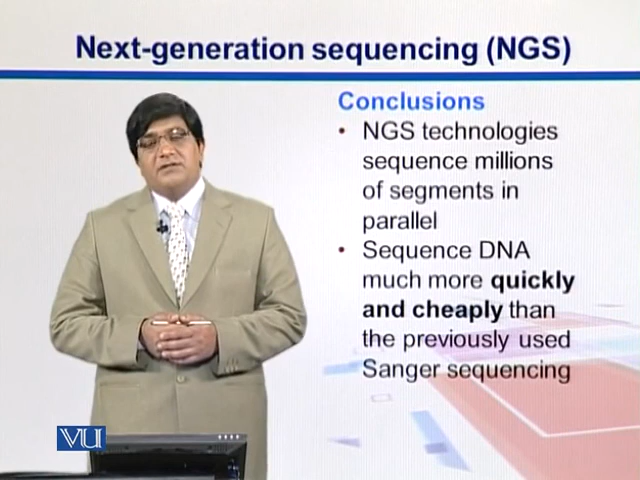 Next-generation sequencing (NGS)
Conclusions
• NGS technologies
sequence millions
of segments in
parallel
• Sequence DNA
much more quickly
and cheaply than
the previously used
Sanger sequencing
VU